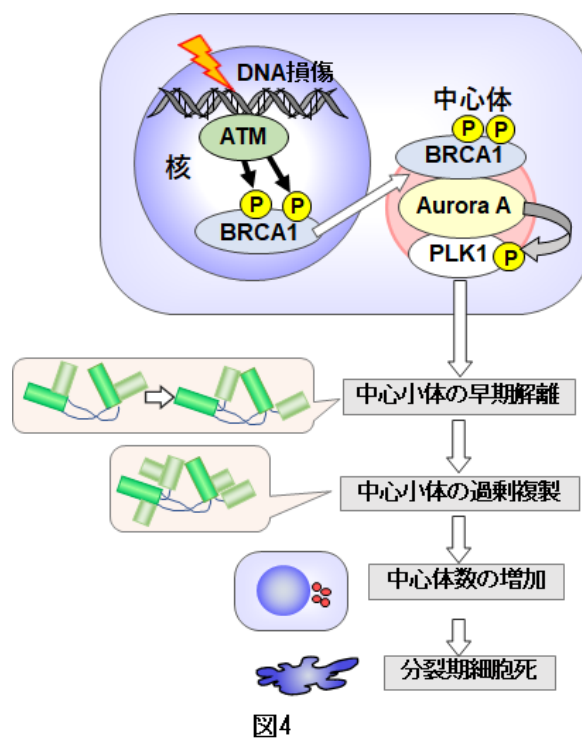 DNA損傷
ATM
核
P
P
BRCA1
中心体
P
P
BRCA1
Aurora A
PLK1
P
中心小体の早期解離
中心小体の過剰複製
中心体数の増加
分裂期細胞死
図4